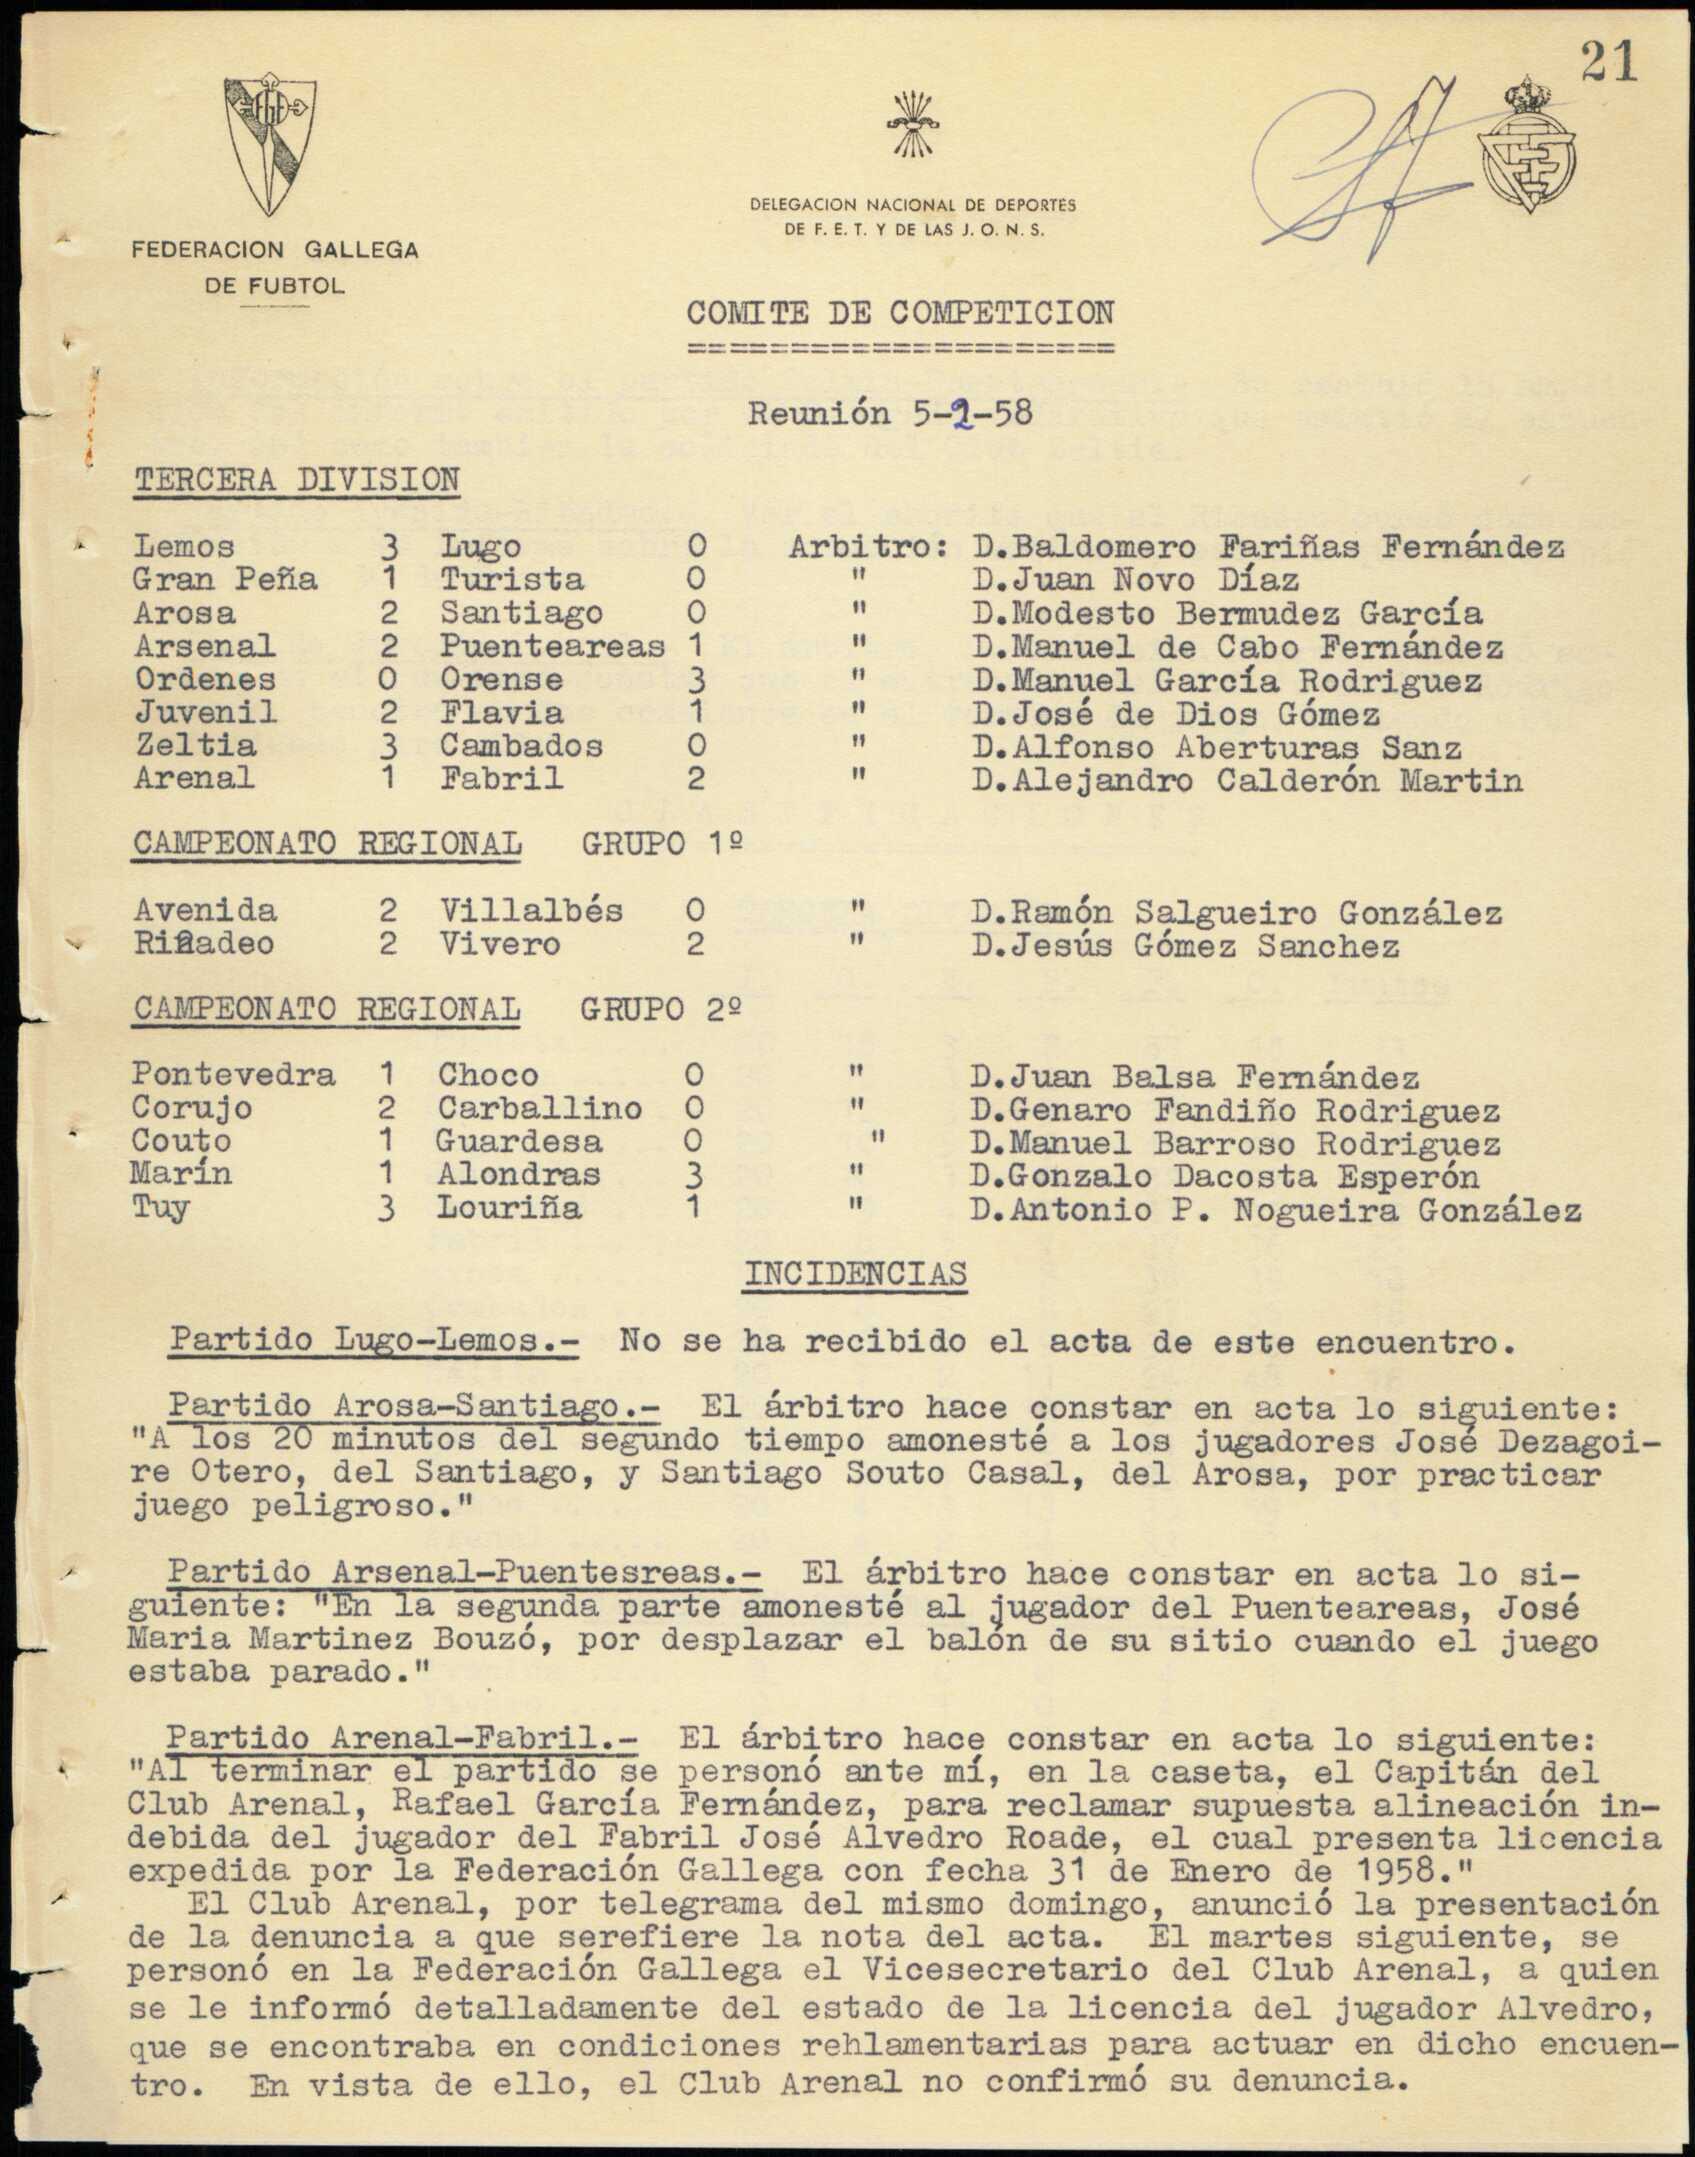 21
FEDERACION GALLEGA
DE FUBTOL
DELEGACION NACIONAL DE DEPORTES
DE F. E. T. Y DE LAS J. O. N. S.
COMITE DE COMPETICION
=====================
Reunión 5-2-58
TERCERA DIVISION
Lemos 3 Lugo 0 Arbitro: D.Baldomero Fariñas Fernández
Gran Peña 1 Turista 0 " D.Juan Novo Díaz
Arosa 2 Santiago 0 " D.Modesto Bermudez García
Arsenal 2 Puenteareas 1 " D.Manuel de Cabo Fernández
Ordenes 0 Orense 3 " D.Manuel García Rodriguez
Juvenil 2 Flavia 1 " D.José de Dios Gómez
Zeltia 3 Cambados 0 " D.Alfonso Aberturas Sanz
Arenal 1 Fabril 2 " D.Alejandro Calderón Martin
CAMPEONATO REGIONAL GRUPO 1º
Avenida 2 Villalbés 0 " D.Ramón Salgueiro González
Ribadeo 2 Vivero 2 " D.Jesús Gómez Sanchez
CAMPEONATO REGIONAL GRUPO 2º
Pontevedra 1 Choco 0 " D.Juan Balsa Fernández
Corujo 2 Carballino 0 " D.Genaro Fandiño Rodriguez
Couto 1 Guardesa 0 " D.Manuel Barroso Rodriguez
Marín 1 Alondras 3 " D.Gonzalo Dacosta Esperón
Tuy 3 Louriña 1 " D.Antonio P. Nogueira González
INCIDENCIAS
Partido Lugo-Lemos.- No se ha recibido el acta de este encuentro.
Partido Arosa-Santiago.- El árbitro hace constar en acta lo siguiente:
"A los 20 minutos del segundo tiempo amonesté a los jugadores José Dezagoi-
re Otero, del Santiago, y Santiago Souto Casal, del Arosa, por practicar
juego peligroso."
Partido Arsenal-Puentesreas.- El árbitro hace constar en acta lo si-
guiente: "En la segunda parte amonesté al jugador del Puenteareas, José
Maria Martinez Bouzó, por desplazar el balón de su sitio cuando el juego
estaba parado."
Partido Arenal-Fabril.- El árbitro hace constar en acta lo siguiente:
"Al terminar el partido se personó ante mí, en la caseta, el Capitán del
Club Arenal, Rafael García Fernández, para reclamar supuesta alineación in-
debida del jugador del Fabril José Alvedro Roade, el cual presenta licencia
expedida por la Federación Gallega con fecha 31 de Enero de 1958."
El Club Arenal, por telegrama del mismo domingo, anunció la presentación
de la denuncia a que serefiere la nota del acta. El martes siguiente, se
personó en la Federación Gallega el Vicesecretario del Club Arenal, a quien
se le informó detalladamente del estado de la licencia del jugador Alvedro,
que se encontraba en condiciones rehlamentarias para actuar en dicho encuen-
tro. En vista de ello, el Club Arenal no confirmó su denuncia.